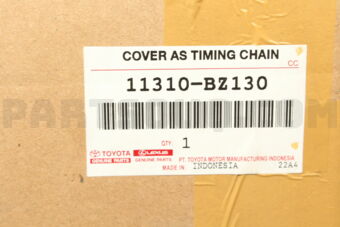 COVER AS TIMING CHAIN
CC
11310-BZ130
QTY. 1
TOYOTA LEXUS
GENUINE PARTS GENUINE PARTS PT. TOYOTA MOTOR MANUFACTURING INDONESIA
MADE IN INDONESIA 22A4